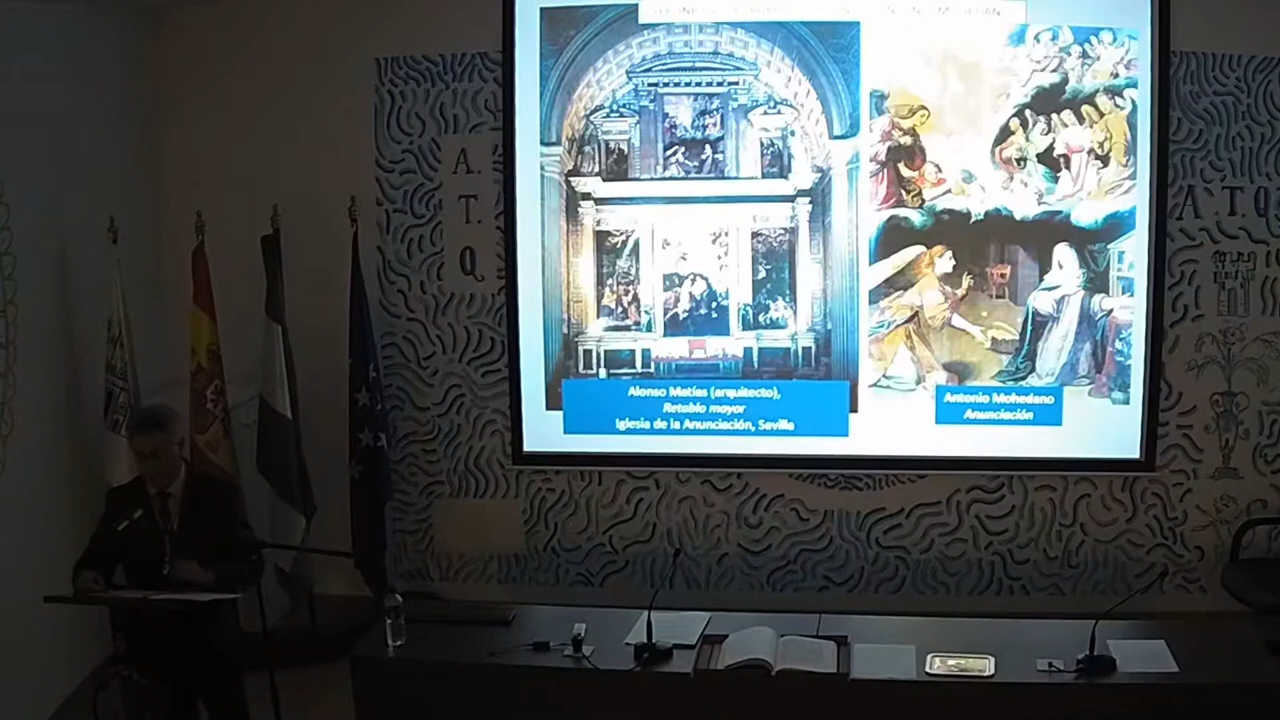 A.
T.
Q
A.T.Q
Alonso Matías (arquitecto),
Retablo mayor
Iglesia de la Anunciación, Sevilla
Antonio Mohedano
Anunciación